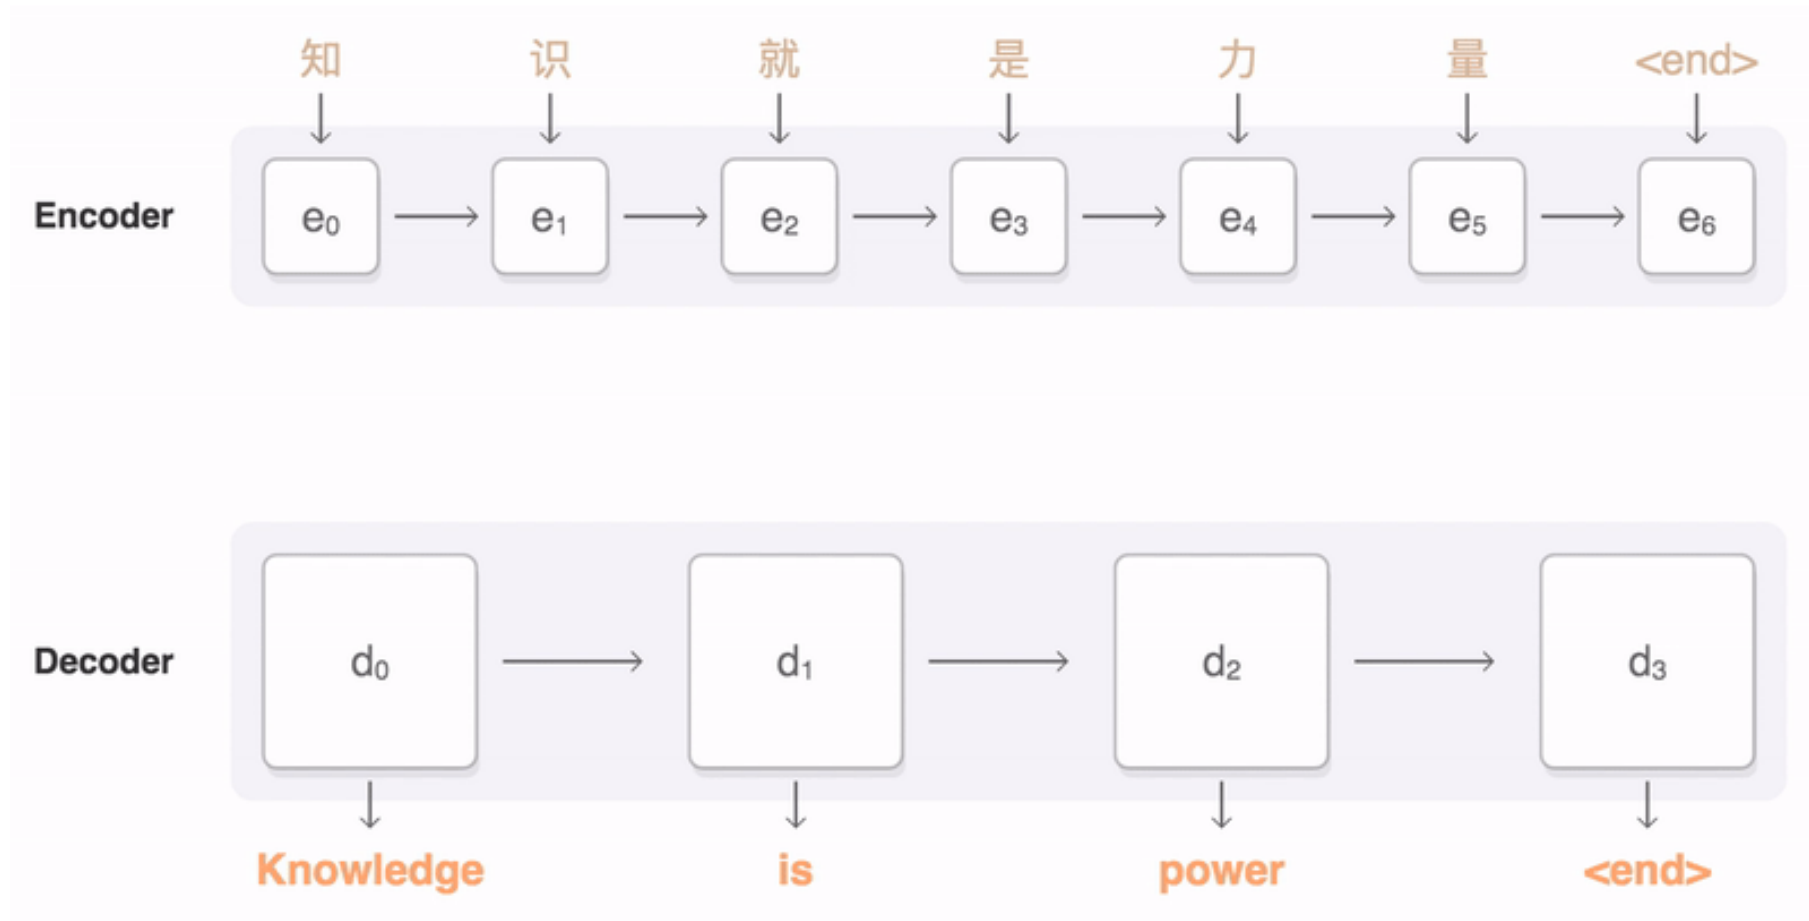 知 识 就 是 力 量 <end>
Encoder e₀ e₁ e₂ e₃ e₄ e₅ e₆
Decoder d₀ d₁ d₂ d₃
Knowledge is power <end>